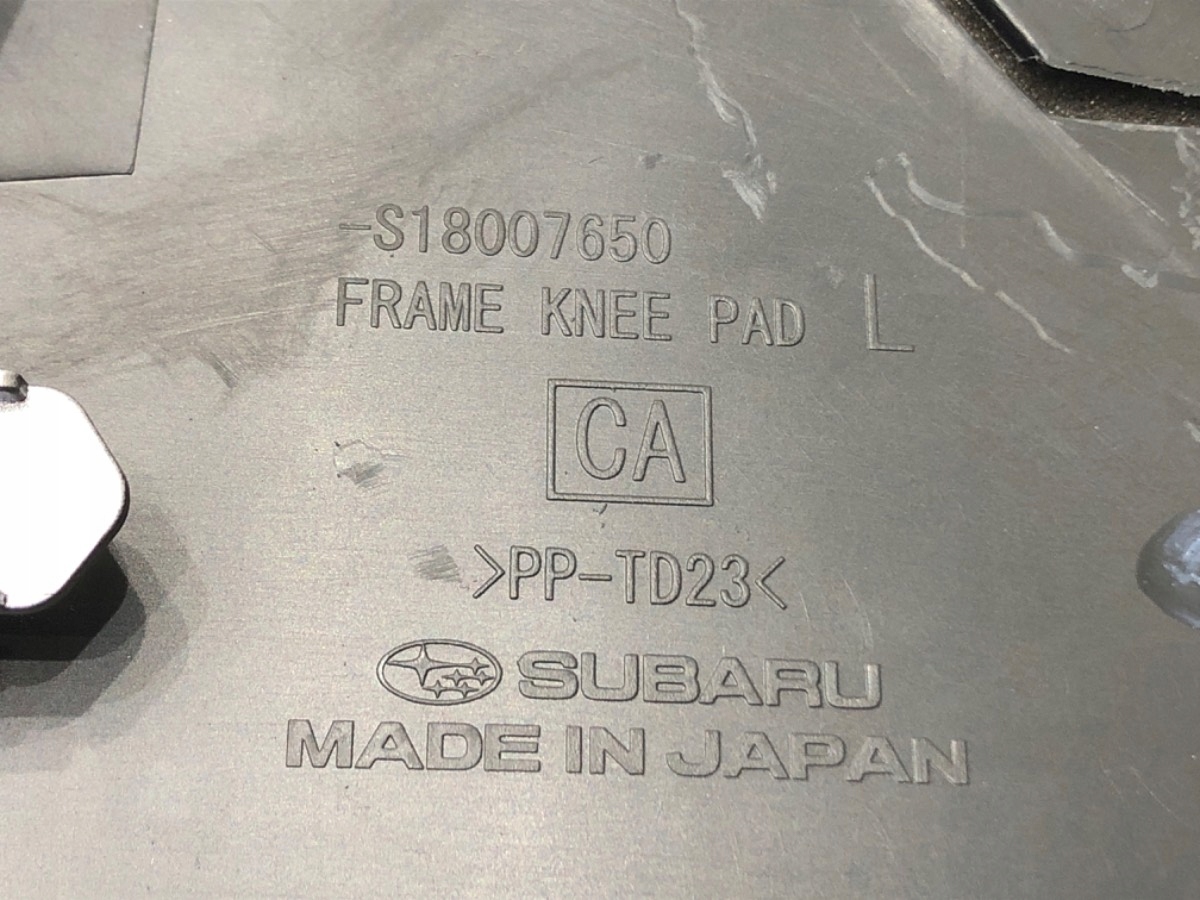 -S18007650
FRAME KNEE PAD L
CA
>PP-TD23<
SUBARU
MADE IN JAPAN